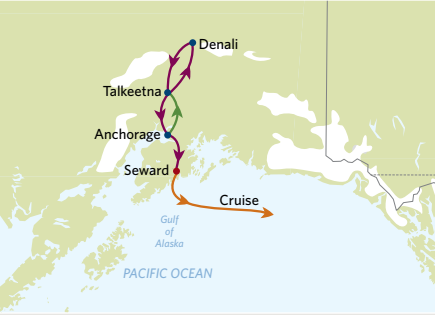 Denali
Talkeetna
Anchorage
Seward
Cruise
Gulf
of
Alaska
PACIFIC OCEAN